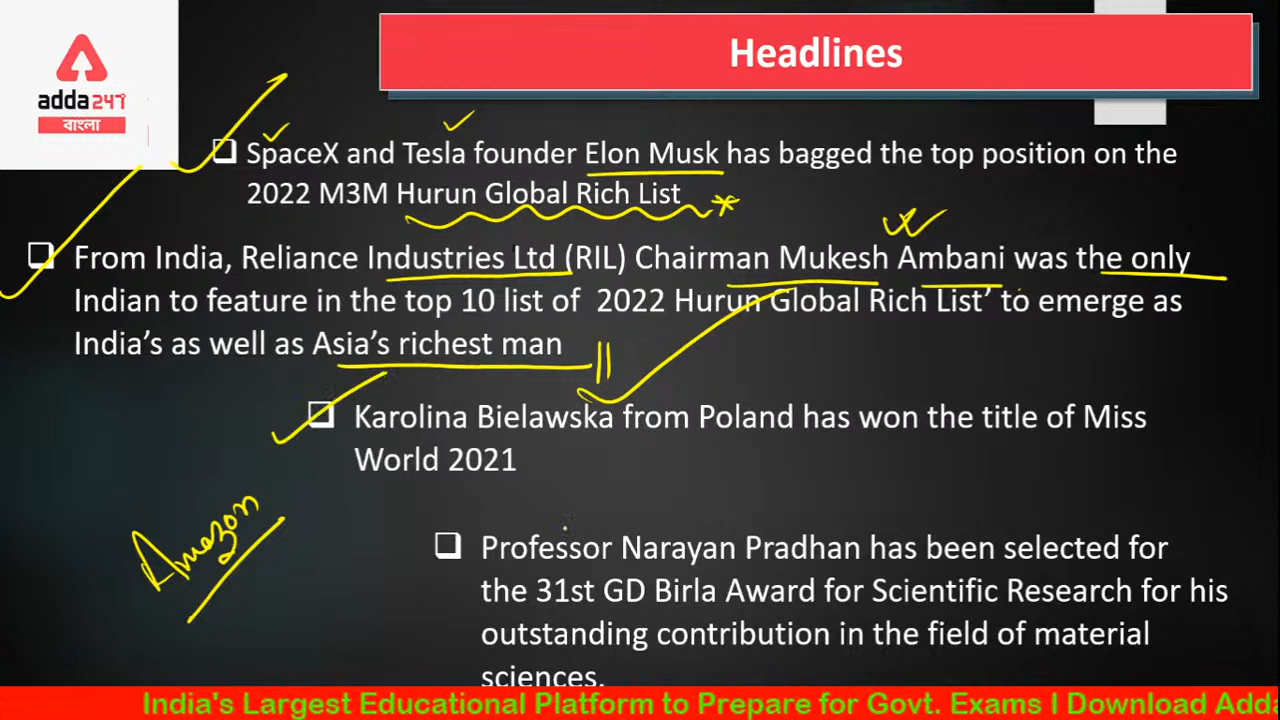 adda247
বাংলা
Headlines
SpaceX and Tesla founder Elon Musk has bagged the top position on the
2022 M3M Hurun Global Rich List
From India, Reliance Industries Ltd (RIL) Chairman Mukesh Ambani was the only
Indian to feature in the top 10 list of 2022 Hurun Global Rich List’ to emerge as
India’s as well as Asia’s richest man
Karolina Bielawska from Poland has won the title of Miss
World 2021
Amazon
Professor Narayan Pradhan has been selected for
the 31st GD Birla Award for Scientific Research for his
outstanding contribution in the field of material
sciences.
India's Largest Educational Platform to Prepare for Govt. Exams I Download Adda